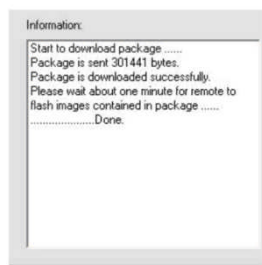 Information:
Start to download package ......
Package is sent 301441 bytes.
Package is downloaded successfully.
Please wait about one minute for remote to
flash images contained in package ......
.....................Done.